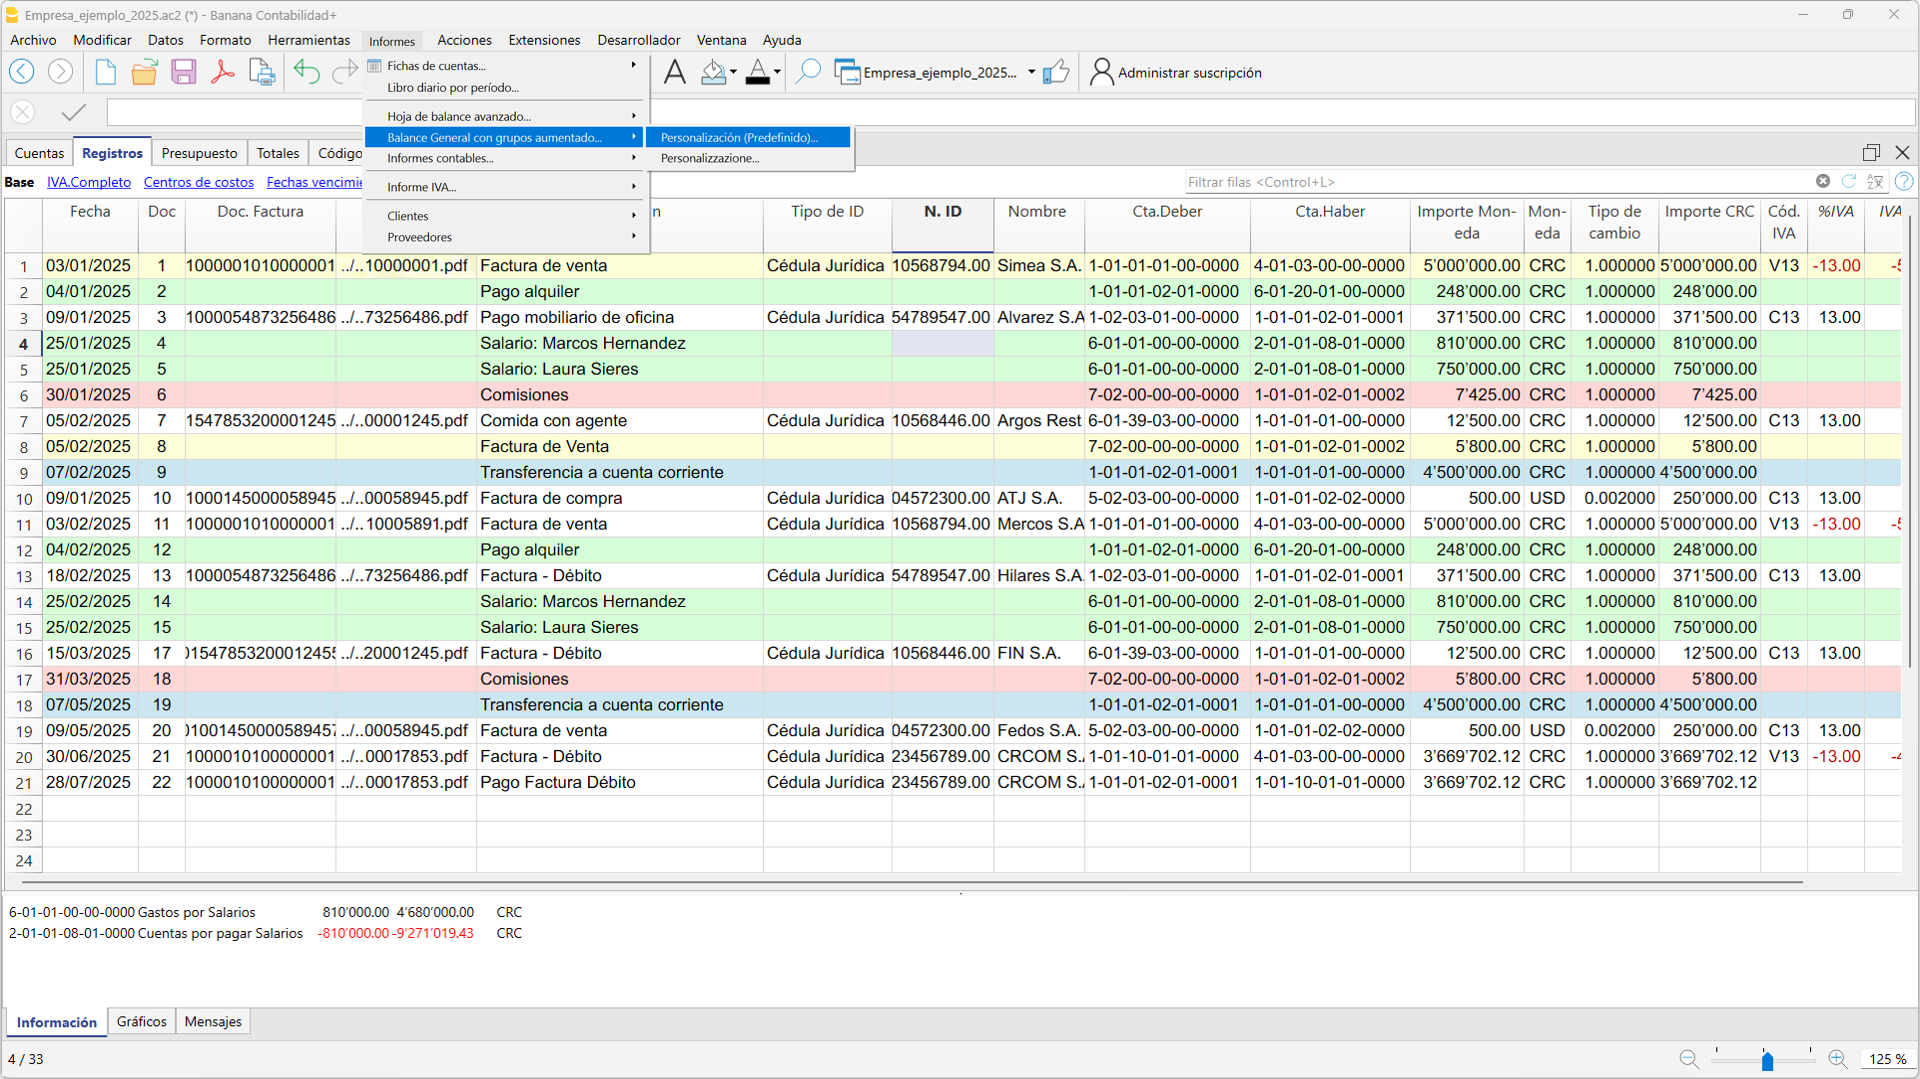 Empresa_ejemplo_2025.ac2 (*) - Banana Contabilidad+
Archivo Modificar Datos Formato Herramientas Informes Acciones Extensiones Desarrollador Ventana Ayuda
Empresa_ejemplo_2025... Administrar suscripción
Fichas de cuentas...
Libro diario por período...
Hoja de balance avanzado...
Balance General con grupos aumentado... Personalización (Predefinido)...
Informes contables... Personalizzazione...
Informe IVA...
Clientes
Proveedores
Cuentas Registros Presupuesto Totales Código
Base IVA.Completo Centros de costos Fechas vencimie
Filtrar filas <Control+L>
Fecha Doc Doc. Factura n Tipo de ID N. ID Nombre Cta.Deber Cta.Haber Importe Mon-eda Mon-eda Tipo de cambio Importe CRC Cód. IVA %IVA IVA
1 03/01/2025 1 1000001010000001 ../..10000001.pdf Factura de venta Cédula Jurídica 10568794.00 Simea S.A. 1-01-01-01-00-0000 4-01-03-00-00-0000 5’000’000.00 CRC 1.000000 5’000’000.00 V13 -13.00 -5
2 04/01/2025 2 Pago alquiler 1-01-01-02-01-0000 6-01-20-01-00-0000 248’000.00 CRC 1.000000 248’000.00
3 09/01/2025 3 1000054873256486 ../..73256486.pdf Pago mobiliario de oficina Cédula Jurídica 54789547.00 Alvarez S.A 1-02-03-01-00-0000 1-01-01-02-01-0001 371’500.00 CRC 1.000000 371’500.00 C13 13.00
4 25/01/2025 4 Salario: Marcos Hernandez 6-01-01-00-00-0000 2-01-01-08-01-0000 810’000.00 CRC 1.000000 810’000.00
5 25/01/2025 5 Salario: Laura Sieres 6-01-01-00-00-0000 2-01-01-08-01-0000 750’000.00 CRC 1.000000 750’000.00
6 30/01/2025 6 Comisiones 7-02-00-00-00-0000 1-01-01-02-01-0002 7’425.00 CRC 1.000000 7’425.00
7 05/02/2025 7 1547853200001245 ../..00001245.pdf Comida con agente Cédula Jurídica 10568446.00 Argos Rest 6-01-39-03-00-0000 1-01-01-01-00-0000 12’500.00 CRC 1.000000 12’500.00 C13 13.00
8 05/02/2025 8 Factura de Venta 7-02-00-00-00-0000 1-01-01-02-01-0002 5’800.00 CRC 1.000000 5’800.00
9 07/02/2025 9 Transferencia a cuenta corriente 1-01-01-02-01-0001 1-01-01-01-00-0000 4’500’000.00 CRC 1.000000 4’500’000.00
10 09/01/2025 10 1000145000058945 ../..00058945.pdf Factura de compra Cédula Jurídica 04572300.00 ATJ S.A. 5-02-03-00-00-0000 1-01-01-02-02-0000 500.00 USD 0.002000 250’000.00 C13 13.00
11 03/02/2025 11 1000001010000001 ../..10005891.pdf Factura de venta Cédula Jurídica 10568794.00 Mercos S.A 1-01-01-01-00-0000 4-01-03-00-00-0000 5’000’000.00 CRC 1.000000 5’000’000.00 V13 -13.00 -5
12 04/02/2025 12 Pago alquiler 1-01-01-02-01-0000 6-01-20-01-00-0000 248’000.00 CRC 1.000000 248’000.00
13 18/02/2025 13 1000054873256486 ../..73256486.pdf Factura - Débito Cédula Jurídica 54789547.00 Hilares S.A. 1-02-03-01-00-0000 1-01-01-02-01-0001 371’500.00 CRC 1.000000 371’500.00 C13 13.00
14 25/02/2025 14 Salario: Marcos Hernandez 6-01-01-00-00-0000 2-01-01-08-01-0000 810’000.00 CRC 1.000000 810’000.00
15 25/02/2025 15 Salario: Laura Sieres 6-01-01-00-00-0000 2-01-01-08-01-0000 750’000.00 CRC 1.000000 750’000.00
16 15/03/2025 17 01547853200012455 ../..20001245.pdf Factura - Débito Cédula Jurídica 10568446.00 FIN S.A. 6-01-39-03-00-0000 1-01-01-01-00-0000 12’500.00 CRC 1.000000 12’500.00 C13 13.00
17 31/03/2025 18 Comisiones 7-02-00-00-00-0000 1-01-01-02-01-0002 5’800.00 CRC 1.000000 5’800.00
18 07/05/2025 19 Transferencia a cuenta corriente 1-01-01-02-01-0001 1-01-01-01-00-0000 4’500’000.00 CRC 1.000000 4’500’000.00
19 09/05/2025 20 01001450000589457 ../..00058945.pdf Factura de venta Cédula Jurídica 04572300.00 Fedos S.A. 5-02-03-00-00-0000 1-01-01-02-02-0000 500.00 USD 0.002000 250’000.00 C13 13.00
20 30/06/2025 21 1000010100000001 ../..00017853.pdf Factura - Débito Cédula Jurídica 23456789.00 CRCOM S. 1-01-10-01-01-0000 4-01-03-00-00-0000 3’669’702.12 CRC 1.000000 3’669’702.12 V13 -13.00 -4
21 28/07/2025 22 1000010100000001 ../..00017853.pdf Pago Factura Débito Cédula Jurídica 23456789.00 CRCOM S. 1-01-01-02-01-0001 1-01-10-01-01-0000 3’669’702.12 CRC 1.000000 3’669’702.12
22
23
24
6-01-01-00-00-0000 Gastos por Salarios 810’000.00 4’680’000.00 CRC
2-01-01-08-01-0000 Cuentas por pagar Salarios -810’000.00 -9’271’019.43 CRC
Información Gráficos Mensajes
4 / 33 125 %